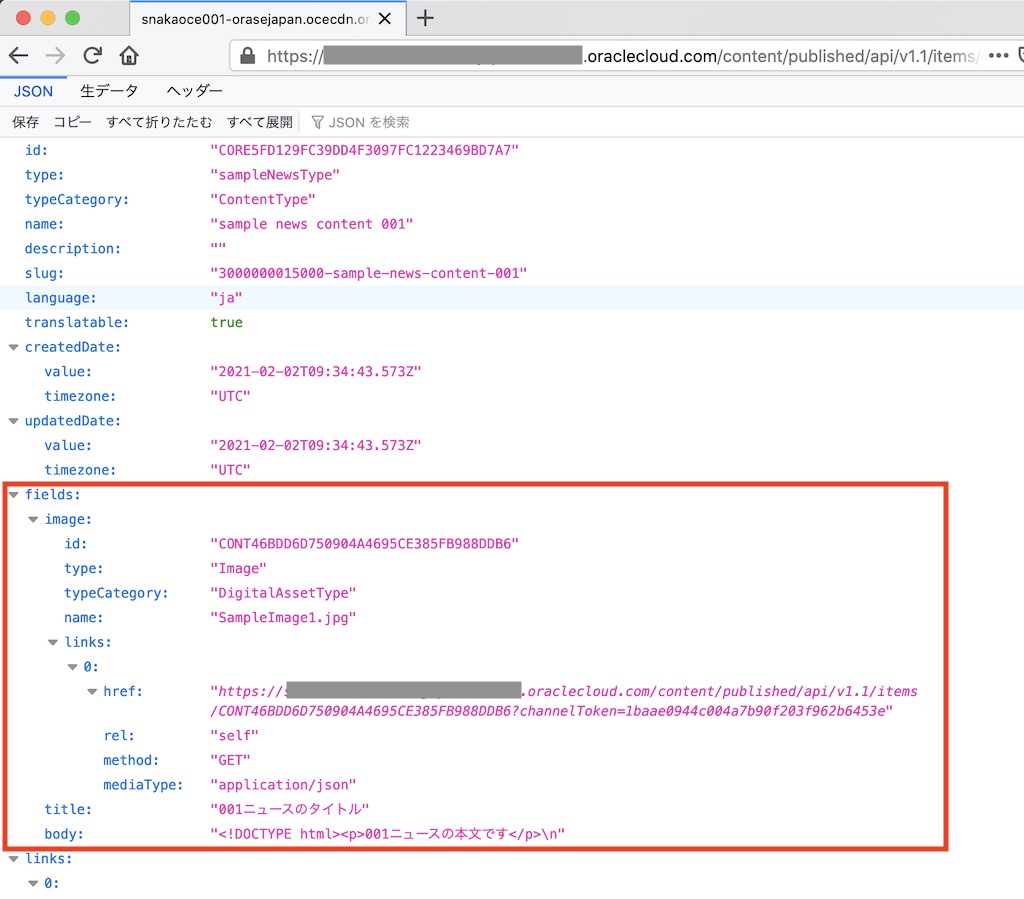 snakaoce001-orasejapan.ocecdn.or
https://.oraclecloud.com/content/published/api/v1.1/items/
JSON 生データ ヘッダー
保存 コピー すべて折りたたむ すべて展開 JSON を検索
id: "CORE5FD129FC39DD4F3097FC1223469BD7A7"
type: "sampleNewsType"
typeCategory: "ContentType"
name: "sample news content 001"
description: ""
slug: "3000000015000-sample-news-content-001"
language: "ja"
translatable: true
createdDate:
value: "2021-02-02T09:34:43.573Z"
timezone: "UTC"
updatedDate:
value: "2021-02-02T09:34:43.573Z"
timezone: "UTC"
fields:
image:
id: "CONT46BDD6D750904A4695CE385FB988DDB6"
type: "Image"
typeCategory: "DigitalAssetType"
name: "SampleImage1.jpg"
links:
0:
href: "https://s.oraclecloud.com/content/published/api/v1.1/items
/CONT46BDD6D750904A4695CE385FB988DDB6?channelToken=1baae0944c004a7b90f203f962b6453e"
rel: "self"
method: "GET"
mediaType: "application/json"
title: "001ニュースのタイトル"
body: "<!DOCTYPE html><p>001ニュースの本文です</p>\n"
links:
0: